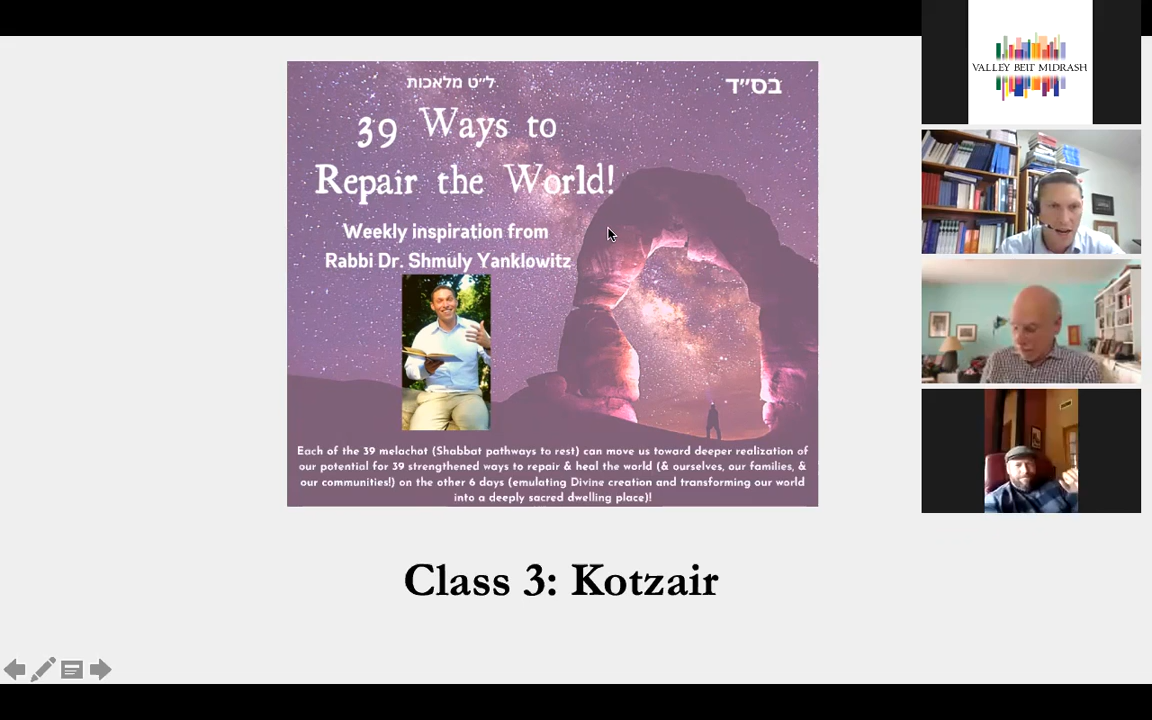 ל״ט מלאכות
בס״ד
39 Ways to
Repair the World!
Weekly inspiration from
Rabbi Dr. Shmuly Yanklowitz
Each of the 39 melachot (Shabbat pathways to rest) can move us toward deeper realization of
our potential for 39 strengthened ways to repair & heal the world (& ourselves, our families, &
our communities!) on the other 6 days (emulating Divine creation and transforming our world
into a deeply sacred dwelling place)!
Class 3: Kotzair
VALLEY BEIT MIDRASH